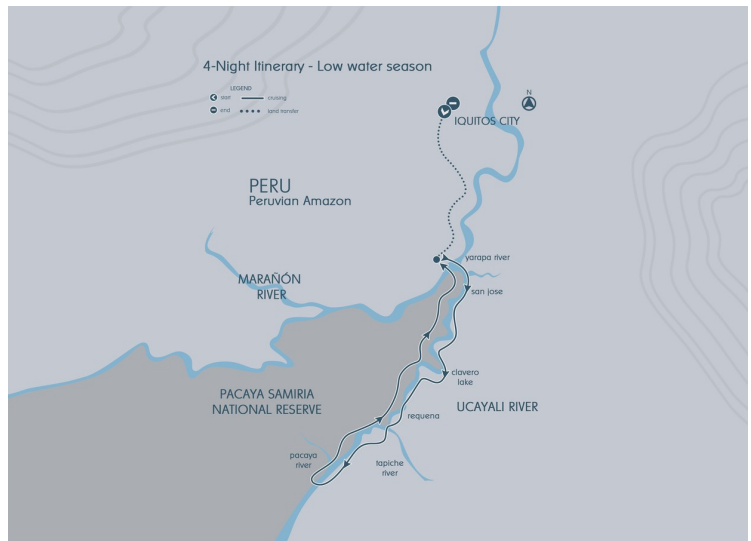 4-Night Itinerary - Low water season
LEGEND
start
cruising
end
land transfer
N
IQUITOS CITY
PERU
Peruvian Amazon
yarapa river
MARAÑÓN
RIVER
san jose
clavero
lake
PACAYA SAMIRIA
NATIONAL RESERVE
UCAYALI RIVER
requena
pacaya
river
tapiche
river